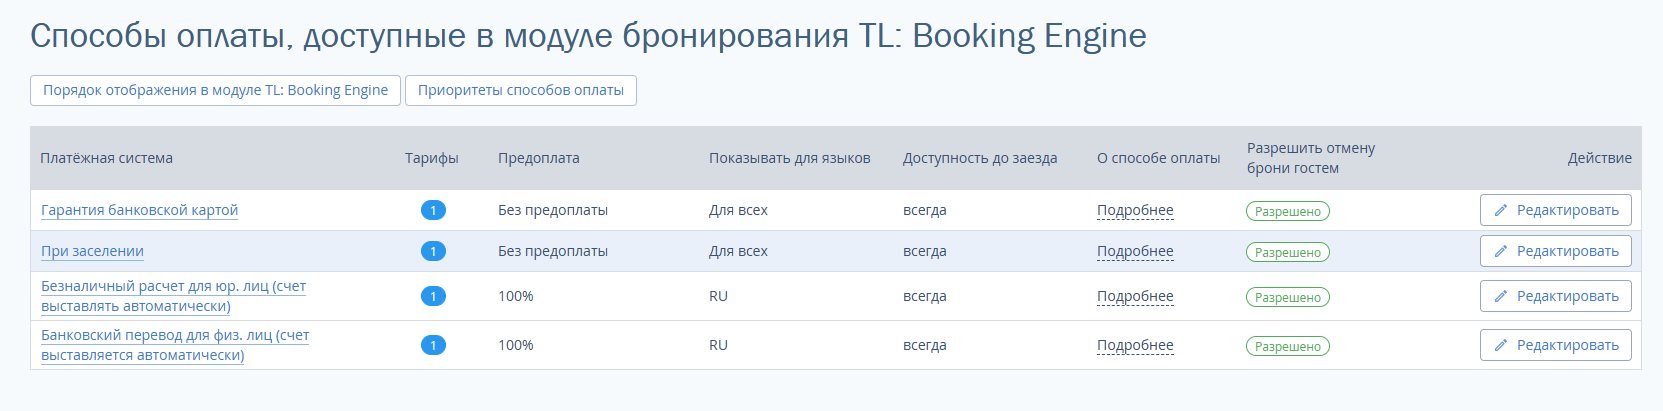 Способы оплаты, доступные в модуле бронирования TL: Booking Engine
Порядок отображения в модуле TL: Booking Engine Приоритеты способов оплаты
Платёжная система Тарифы Предоплата Показывать для языков Доступность до заезда О способе оплаты Разрешить отмену брони гостем Действие
Гарантия банковской картой 1 Без предоплаты Для всех всегда Подробнее Разрешено Редактировать
При заселении 1 Без предоплаты Для всех всегда Подробнее Разрешено Редактировать
Безналичный расчет для юр. лиц (счет
выставлять автоматически) 1 100% RU всегда Подробнее Разрешено Редактировать
Банковский перевод для физ. лиц (счет
выставляется автоматически) 1 100% RU всегда Подробнее Разрешено Редактировать